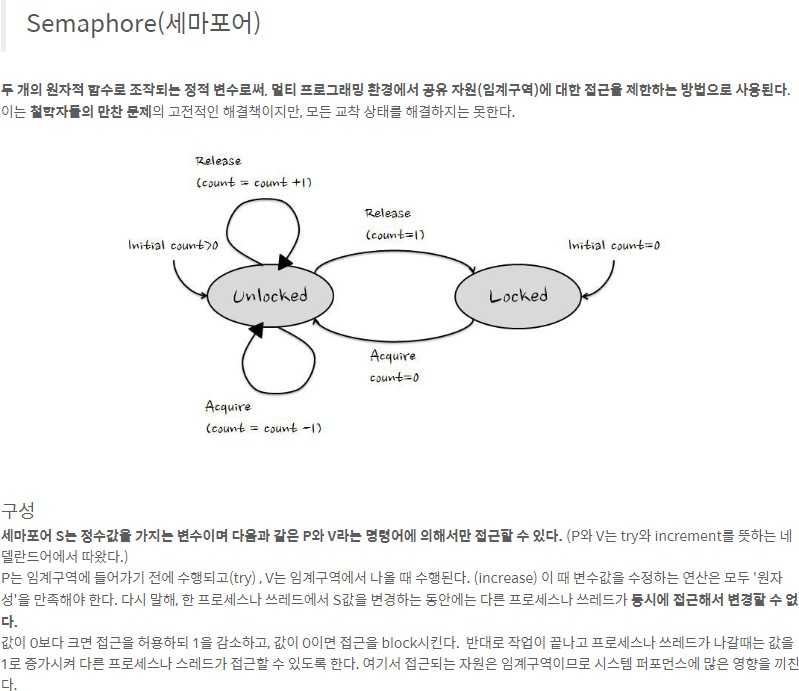 Semaphore(세마포어)
두 개의 원자적 함수로 조작되는 정적 변수로써, 멀티 프로그래밍 환경에서 공유 자원(임계구역)에 대한 접근을 제한하는 방법으로 사용된다.
이는 철학자들의 만찬 문제의 고전적인 해결책이지만, 모든 교착 상태를 해결하지는 못한다.
Release
(count = count +1)
Release
(count=1)
Initial count>0
Initial count=0
Unlocked
Locked
Acquire
count=0
Acquire
(count = count -1)
구성
세마포어 S는 정수값을 가지는 변수이며 다음과 같은 P와 V라는 명령어에 의해서만 접근할 수 있다. (P와 V는 try와 increment를 뜻하는 네
델란드어에서 따왔다.)
P는 임계구역에 들어가기 전에 수행되고(try) , V는 임계구역에서 나올 때 수행된다. (increase) 이 때 변수값을 수정하는 연산은 모두 '원자
성'을 만족해야 한다. 다시 말해, 한 프로세스나 쓰레드에서 S값을 변경하는 동안에는 다른 프로세스나 쓰레드가 동시에 접근해서 변경할 수 없
다.
값이 0보다 크면 접근을 허용하되 1을 감소하고, 값이 0이면 접근을 block시킨다.  반대로 작업이 끝나고 프로세스나 쓰레드가 나갈때는 값을
1로 증가시켜 다른 프로세스나 스레드가 접근할 수 있도록 한다. 여기서 접근되는 자원은 임계구역이므로 시스템 퍼포먼스에 많은 영향을 끼친
다.